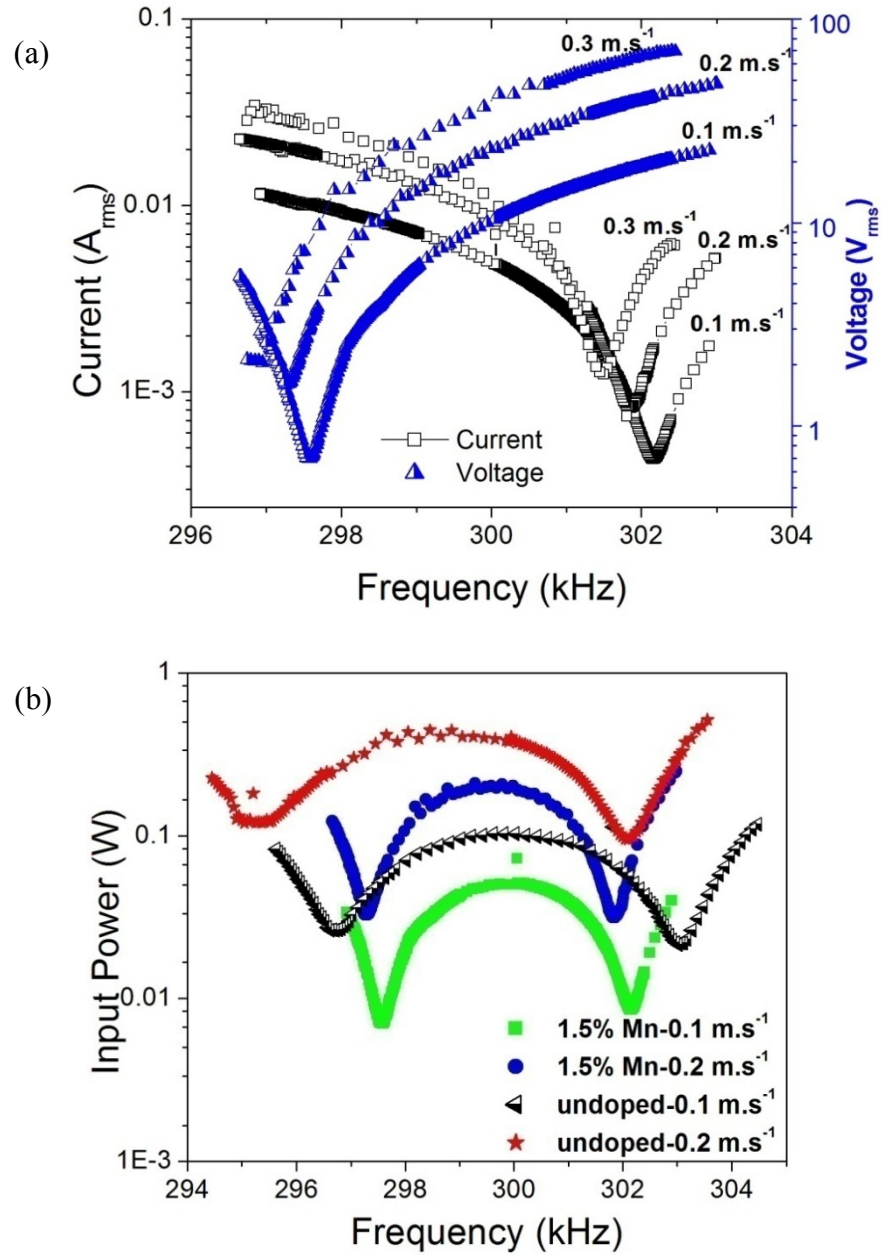 (a)
0.1
100
0.3 m.s⁻¹
0.2 m.s⁻¹
0.1 m.s⁻¹
0.01
10
0.3 m.s⁻¹
0.2 m.s⁻¹
0.1 m.s⁻¹
1E-3
1
Current (A_rms)
Voltage (V_rms)
Current
Voltage
296 298 300 302 304
Frequency (kHz)
(b)
1
0.1
0.01
1E-3
Input Power (W)
1.5% Mn-0.1 m.s⁻¹
1.5% Mn-0.2 m.s⁻¹
undoped-0.1 m.s⁻¹
undoped-0.2 m.s⁻¹
294 296 298 300 302 304
Frequency (kHz)